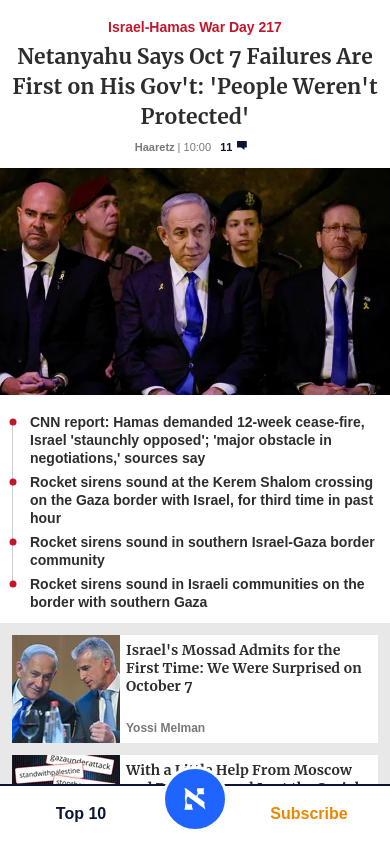 Israel-Hamas War Day 217
Netanyahu Says Oct 7 Failures Are
First on His Gov't: 'People Weren't
Protected'
Haaretz | 10:00 11
CNN report: Hamas demanded 12-week cease-fire,
Israel 'staunchly opposed'; 'major obstacle in
negotiations,' sources say
Rocket sirens sound at the Kerem Shalom crossing
on the Gaza border with Israel, for third time in past
hour
Rocket sirens sound in southern Israel-Gaza border
community
Rocket sirens sound in Israeli communities on the
border with southern Gaza
Israel's Mossad Admits for the
First Time: We Were Surprised on
October 7
Yossi Melman
gazaunderattack
standwithpalestine
With a Little Help From Moscow
Top 10
Subscribe